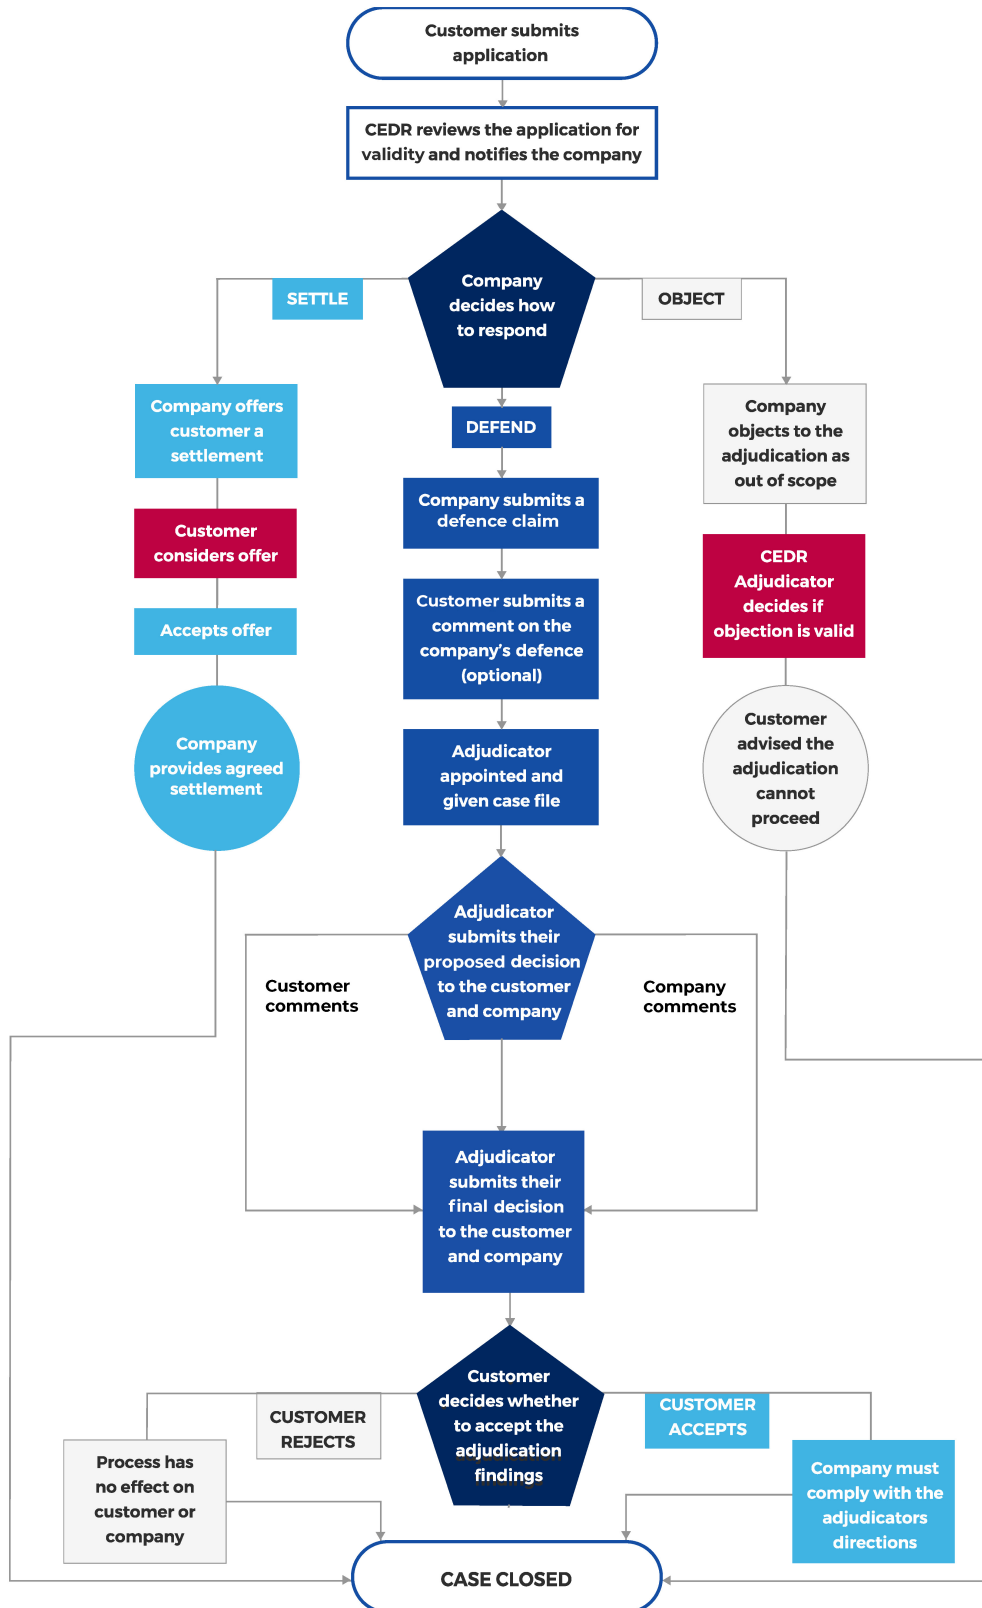 Customer submits
application
CEDR reviews the application for
validity and notifies the company
Company
decides how
to respond
SETTLE
OBJECT
DEFEND
Company offers
customer a
settlement
Customer
considers offer
Accepts offer
Company
provides agreed
settlement
Company submits a
defence claim
Customer submits a
comment on the
company's defence
(optional)
Adjudicator
appointed and
given case file
Company
objects to the
adjudication as
out of scope
CEDR
Adjudicator
decides if
objection is valid
Customer
advised the
adjudication
cannot
proceed
Adjudicator
submits their
proposed decision
to the customer
and company
Customer
comments
Company
comments
Adjudicator
submits their
final decision
to the customer
and company
Customer
decides whether
to accept the
adjudication
findings
CUSTOMER
REJECTS
CUSTOMER
ACCEPTS
Process has
no effect on
customer or
company
Company must
comply with the
adjudicators
directions
CASE CLOSED